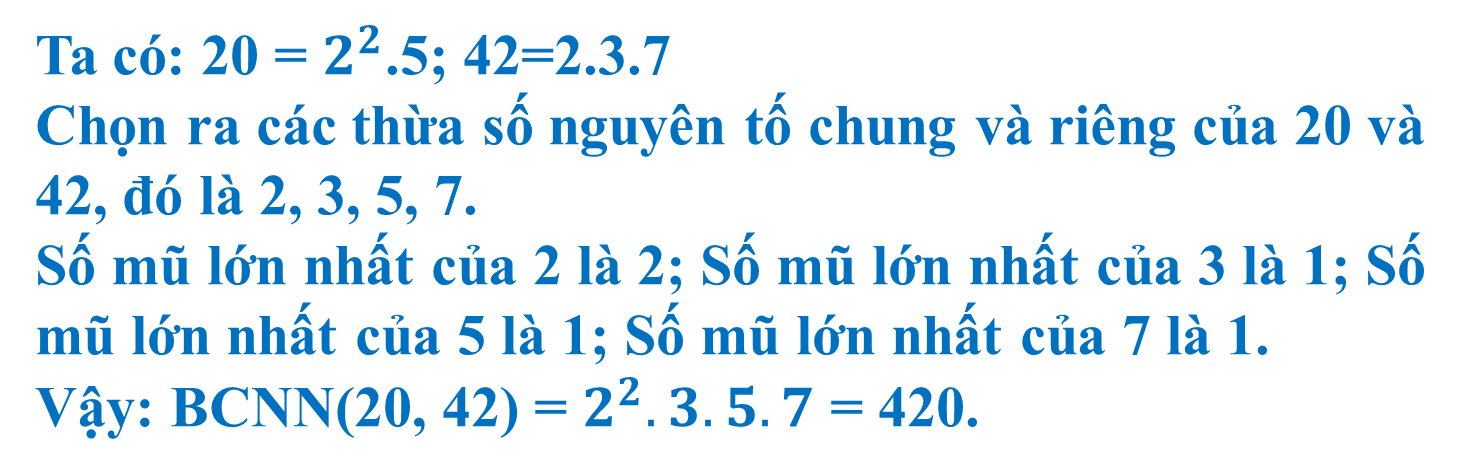 Ta có: 20 = 2².5; 42=2.3.7
Chọn ra các thừa số nguyên tố chung và riêng của 20 và
42, đó là 2, 3, 5, 7.
Số mũ lớn nhất của 2 là 2; Số mũ lớn nhất của 3 là 1; Số
mũ lớn nhất của 5 là 1; Số mũ lớn nhất của 7 là 1.
Vậy: BCNN(20, 42) = 2².3.5.7 = 420.